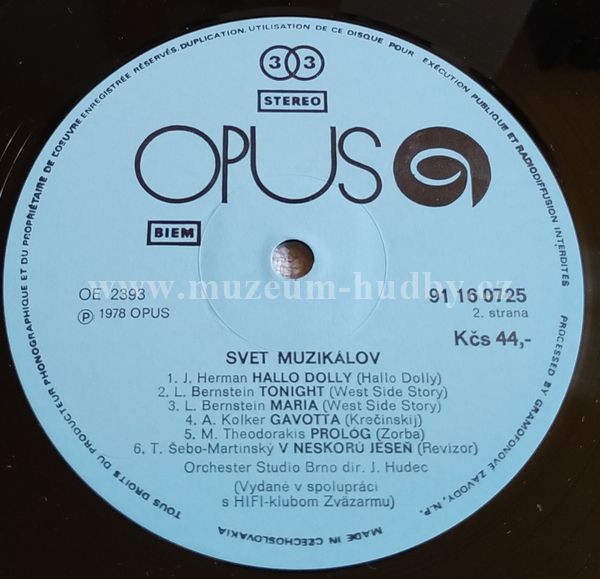 TOUS DROITS DU PRODUCTEUR PHONOGRAPHIQUE ET DU PROPRIÉTAIRE DE L'OEUVRE ENREGISTRÉE RÉSERVÉS. DUPLICATION, UTILISATION DE CE DISQUE POUR EXÉCUTION PUBLIQUE ET RADIODIFFUSION INTERDITES
PROCESSED BY GRAMOFONOVÉ ZÁVODY, N.P.
33
STEREO
OPUS
BIEM
OE 2393
℗ 1978 OPUS
91 16 0725
2. strana
Kčs 44,-
www.muzeum-hudby.cz
SVET MUZIKÁLOV
1. J. Herman HALLO DOLLY (Hallo Dolly)
2. L. Bernstein TONIGHT (West Side Story)
3. L. Bernstein MARIA (West Side Story)
4. A. Kolker GAVOTTA (Krečinskij)
5. M. Theodorakis PROLÓG (Zorba)
6. T. Šebo-Martinský V NESKORÚ JESEŇ (Revizor)
Orchester Studio Brno dir. J. Hudec
(Vydané v spolupráci
s HIFI-klubom Zväzarmu)
MADE IN CZECHOSLOVAKIA